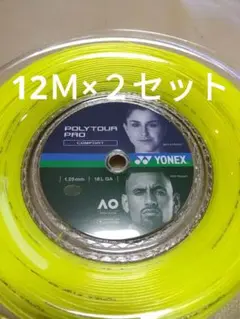 12M×２セット
POLYTOUR
PRO
COMFORT
YONEX
1.25mm
16L GA
AO